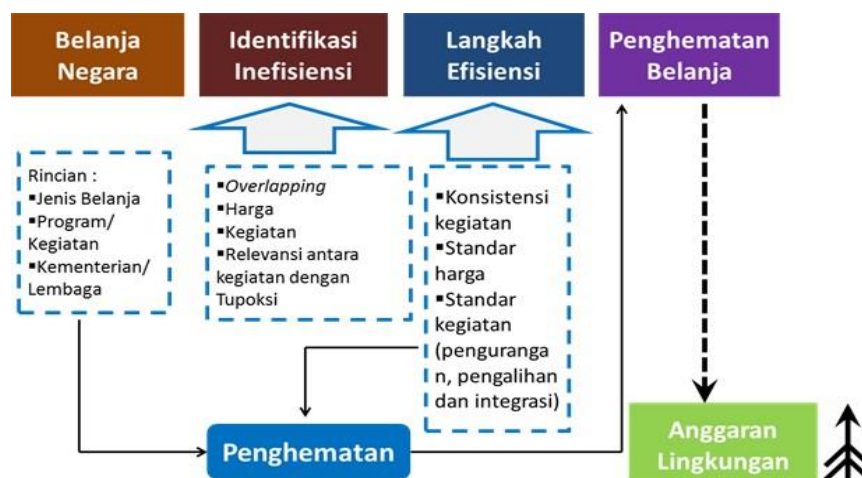 Belanja
Negara
Identifikasi
Inefisiensi
Langkah
Efisiensi
Penghematan
Belanja
Rincian :
▪Jenis Belanja
▪Program/
Kegiatan
▪Kementerian/
Lembaga
▪Overlapping
▪Harga
▪Kegiatan
▪Relevansi antara
kegiatan dengan
Tupoksi
▪Konsistensi
kegiatan
▪Standar
harga
▪Standar
kegiatan
(penguranga
n, pengalihan
dan integrasi)
Penghematan
Anggaran
Lingkungan